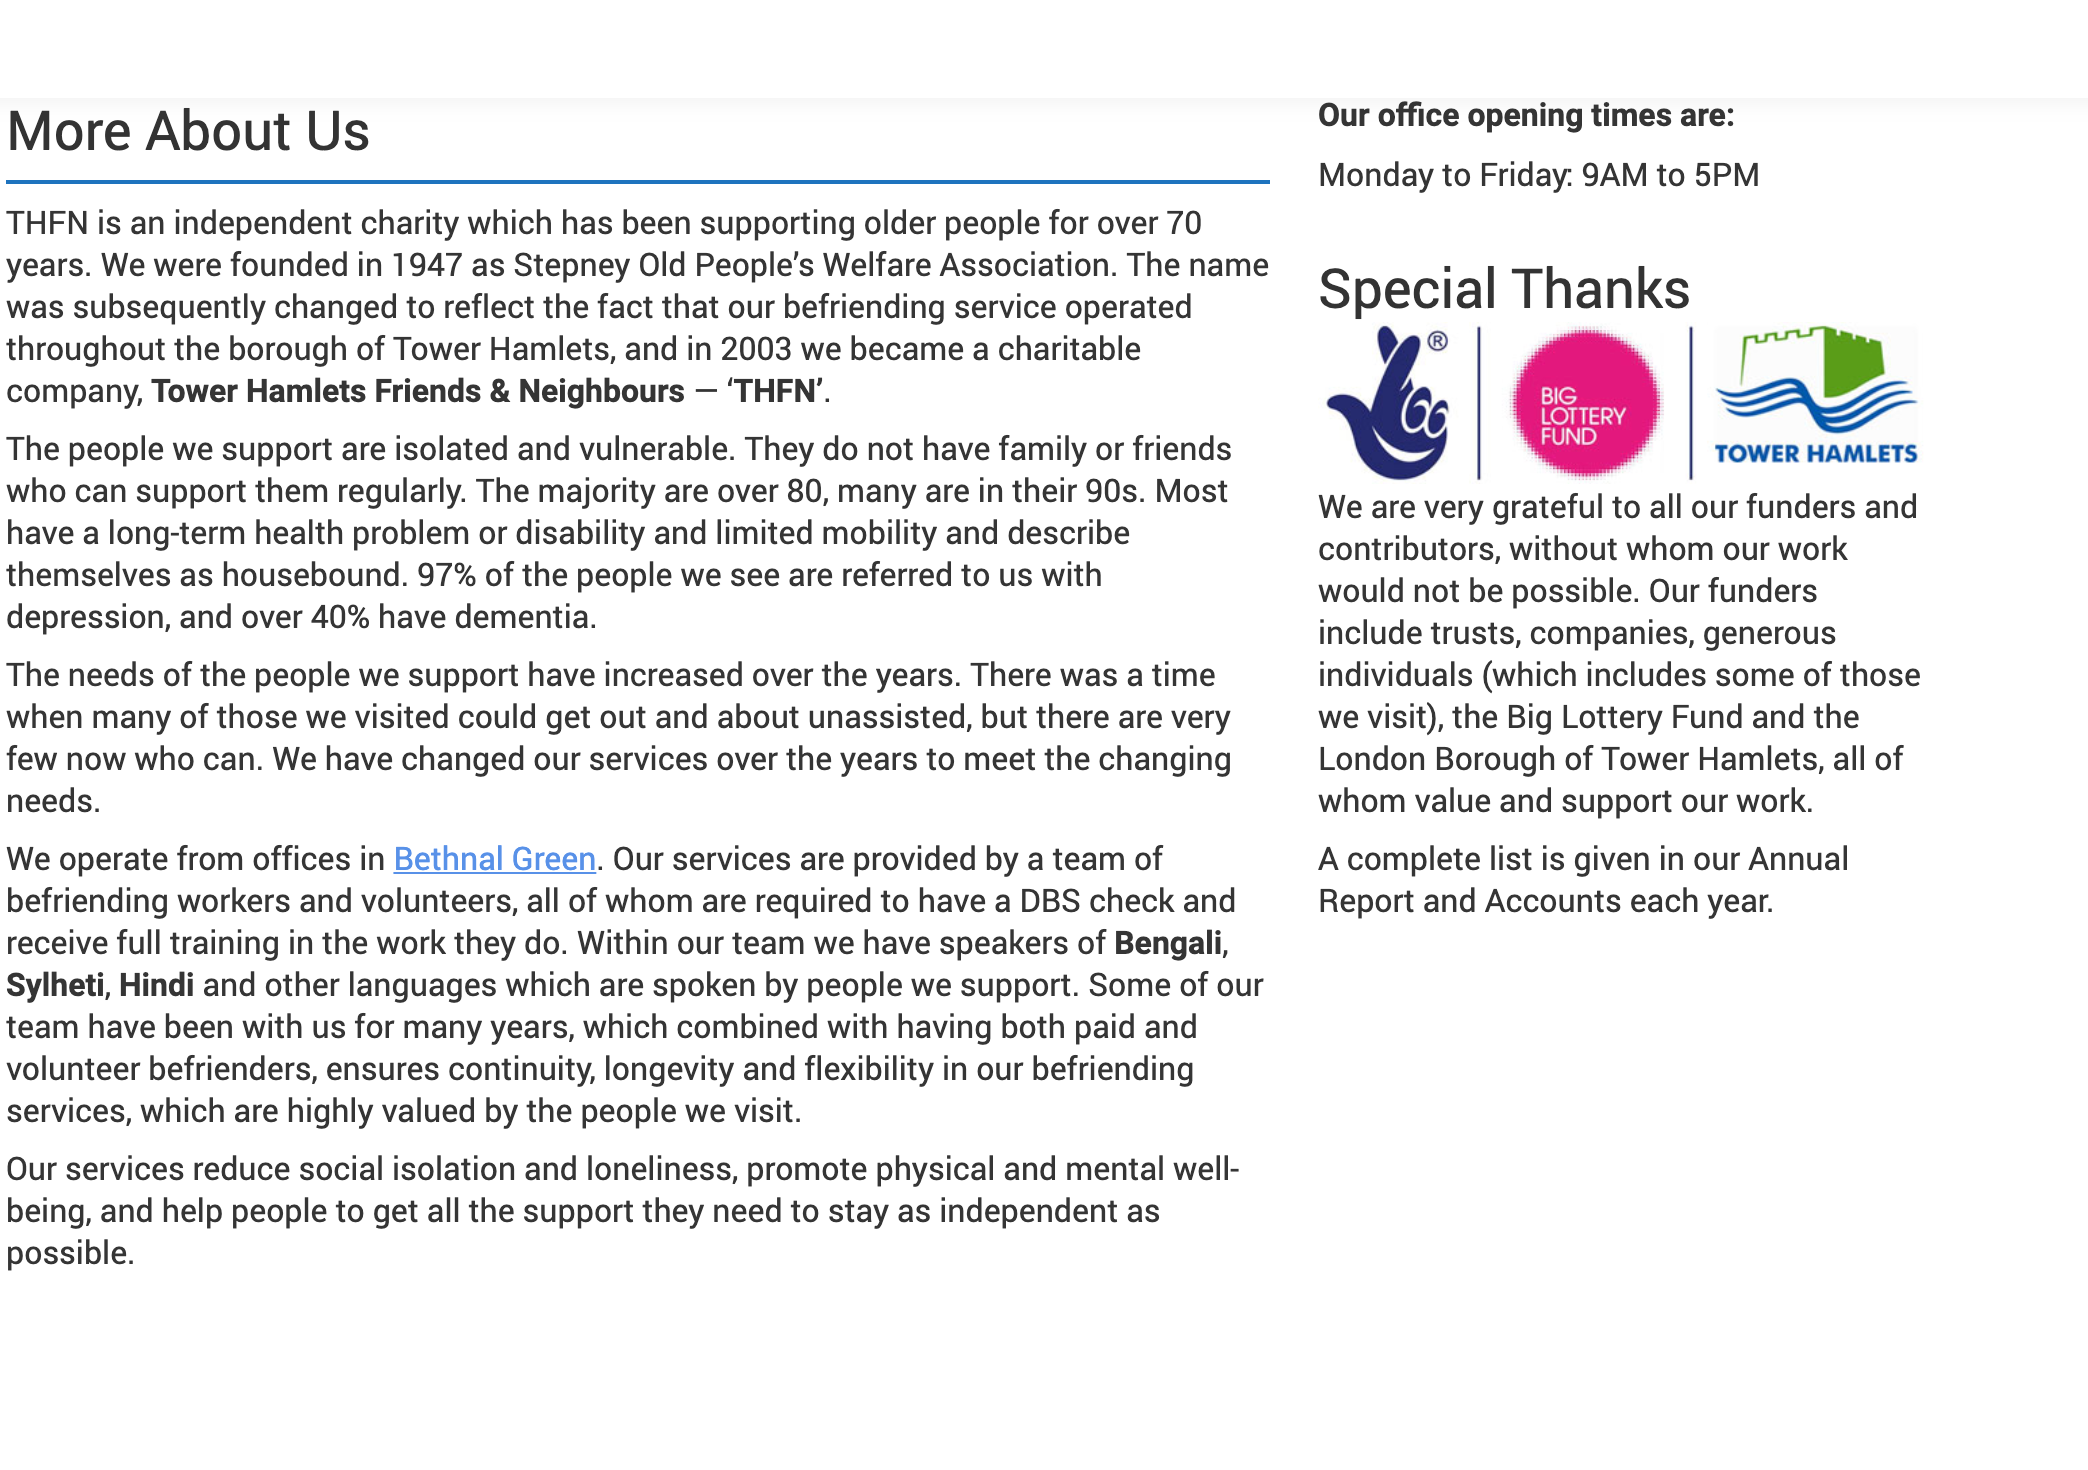 More About Us
THFN is an independent charity which has been supporting older people for over 70
years. We were founded in 1947 as Stepney Old People’s Welfare Association. The name
was subsequently changed to reflect the fact that our befriending service operated
throughout the borough of Tower Hamlets, and in 2003 we became a charitable
company, Tower Hamlets Friends & Neighbours — ‘THFN’.
The people we support are isolated and vulnerable. They do not have family or friends
who can support them regularly. The majority are over 80, many are in their 90s. Most
have a long-term health problem or disability and limited mobility and describe
themselves as housebound. 97% of the people we see are referred to us with
depression, and over 40% have dementia.
The needs of the people we support have increased over the years. There was a time
when many of those we visited could get out and about unassisted, but there are very
few now who can. We have changed our services over the years to meet the changing
needs.
We operate from offices in Bethnal Green. Our services are provided by a team of
befriending workers and volunteers, all of whom are required to have a DBS check and
receive full training in the work they do. Within our team we have speakers of Bengali,
Sylheti, Hindi and other languages which are spoken by people we support. Some of our
team have been with us for many years, which combined with having both paid and
volunteer befrienders, ensures continuity, longevity and flexibility in our befriending
services, which are highly valued by the people we visit.
Our services reduce social isolation and loneliness, promote physical and mental well-
being, and help people to get all the support they need to stay as independent as
possible.
Our office opening times are:
Monday to Friday: 9AM to 5PM
Special Thanks
®
BIG
LOTTERY
FUND
TOWER HAMLETS
We are very grateful to all our funders and
contributors, without whom our work
would not be possible. Our funders
include trusts, companies, generous
individuals (which includes some of those
we visit), the Big Lottery Fund and the
London Borough of Tower Hamlets, all of
whom value and support our work.
A complete list is given in our Annual
Report and Accounts each year.